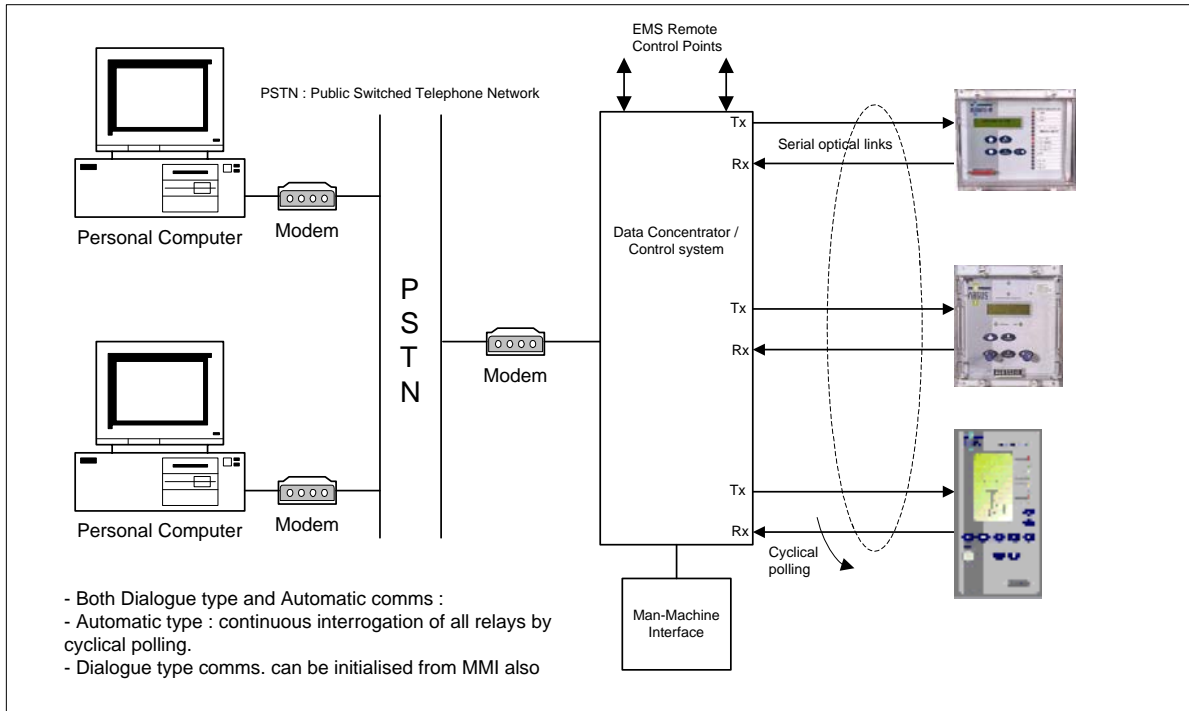 EMS Remote
Control Points
PSTN : Public Switched Telephone Network
Tx
Serial optical links
Rx
Personal Computer
Modem
Data Concentrator /
Control system
P
S
T
N
Tx
Rx
Modem
Tx
Rx
Personal Computer
Modem
Cyclical
polling
Man-Machine
Interface
- Both Dialogue type and Automatic comms :
- Automatic type : continuous interrogation of all relays by
cyclical polling.
- Dialogue type comms. can be initialised from MMI also